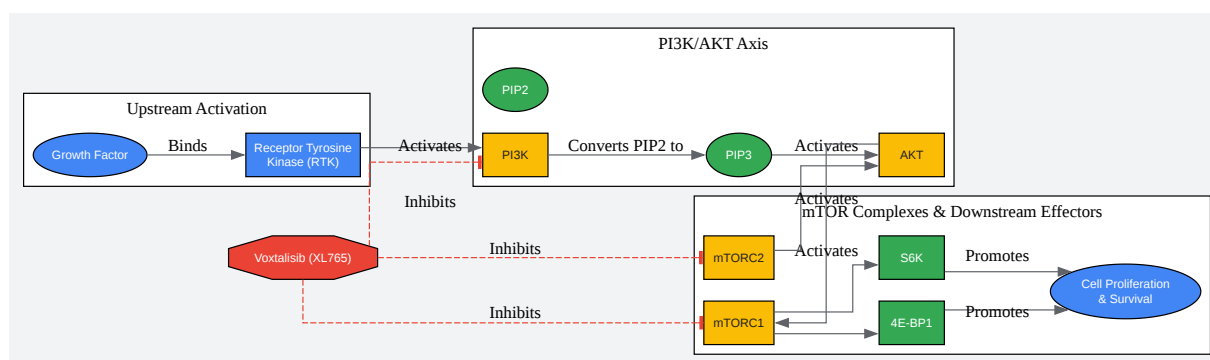 PI3K/AKT Axis
PIP2
Upstream Activation
Growth Factor
Binds
Receptor Tyrosine
Kinase (RTK)
Activates
PI3K
Converts PIP2 to
PIP3
Activates
AKT
Inhibits
Activates
mTOR Complexes & Downstream Effectors
Voxtalisib (XL765)
Inhibits
mTORC2
Activates
S6K
Promotes
Cell Proliferation
& Survival
Inhibits
mTORC1
4E-BP1
Promotes